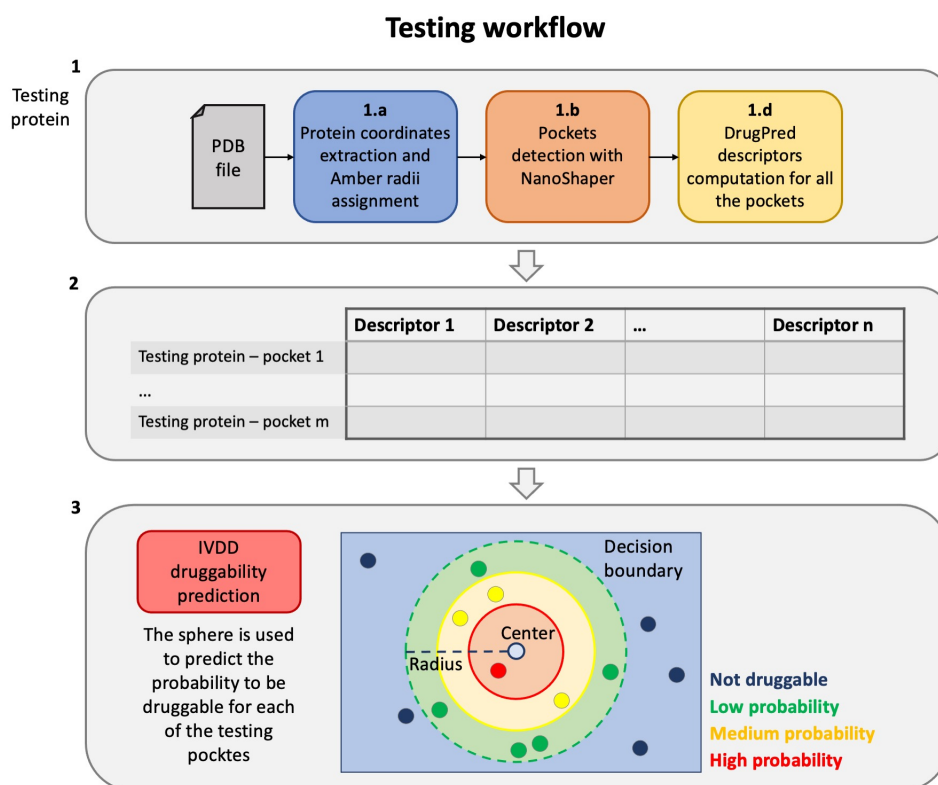 Testing workflow
1
Testing
protein
PDB
file
1.a
Protein coordinates
extraction and
Amber radii
assignment
1.b
Pockets
detection with
NanoShaper
1.d
DrugPred
descriptors
computation for all
the pockets
2
Descriptor 1
Descriptor 2
...
Descriptor n
Testing protein – pocket 1
...
Testing protein – pocket m
3
IVDD
druggability
prediction
The sphere is used
to predict the
probability to be
druggable for each
of the testing
pocktes
Decision
boundary
Center
Radius
Not druggable
Low probability
Medium probability
High probability